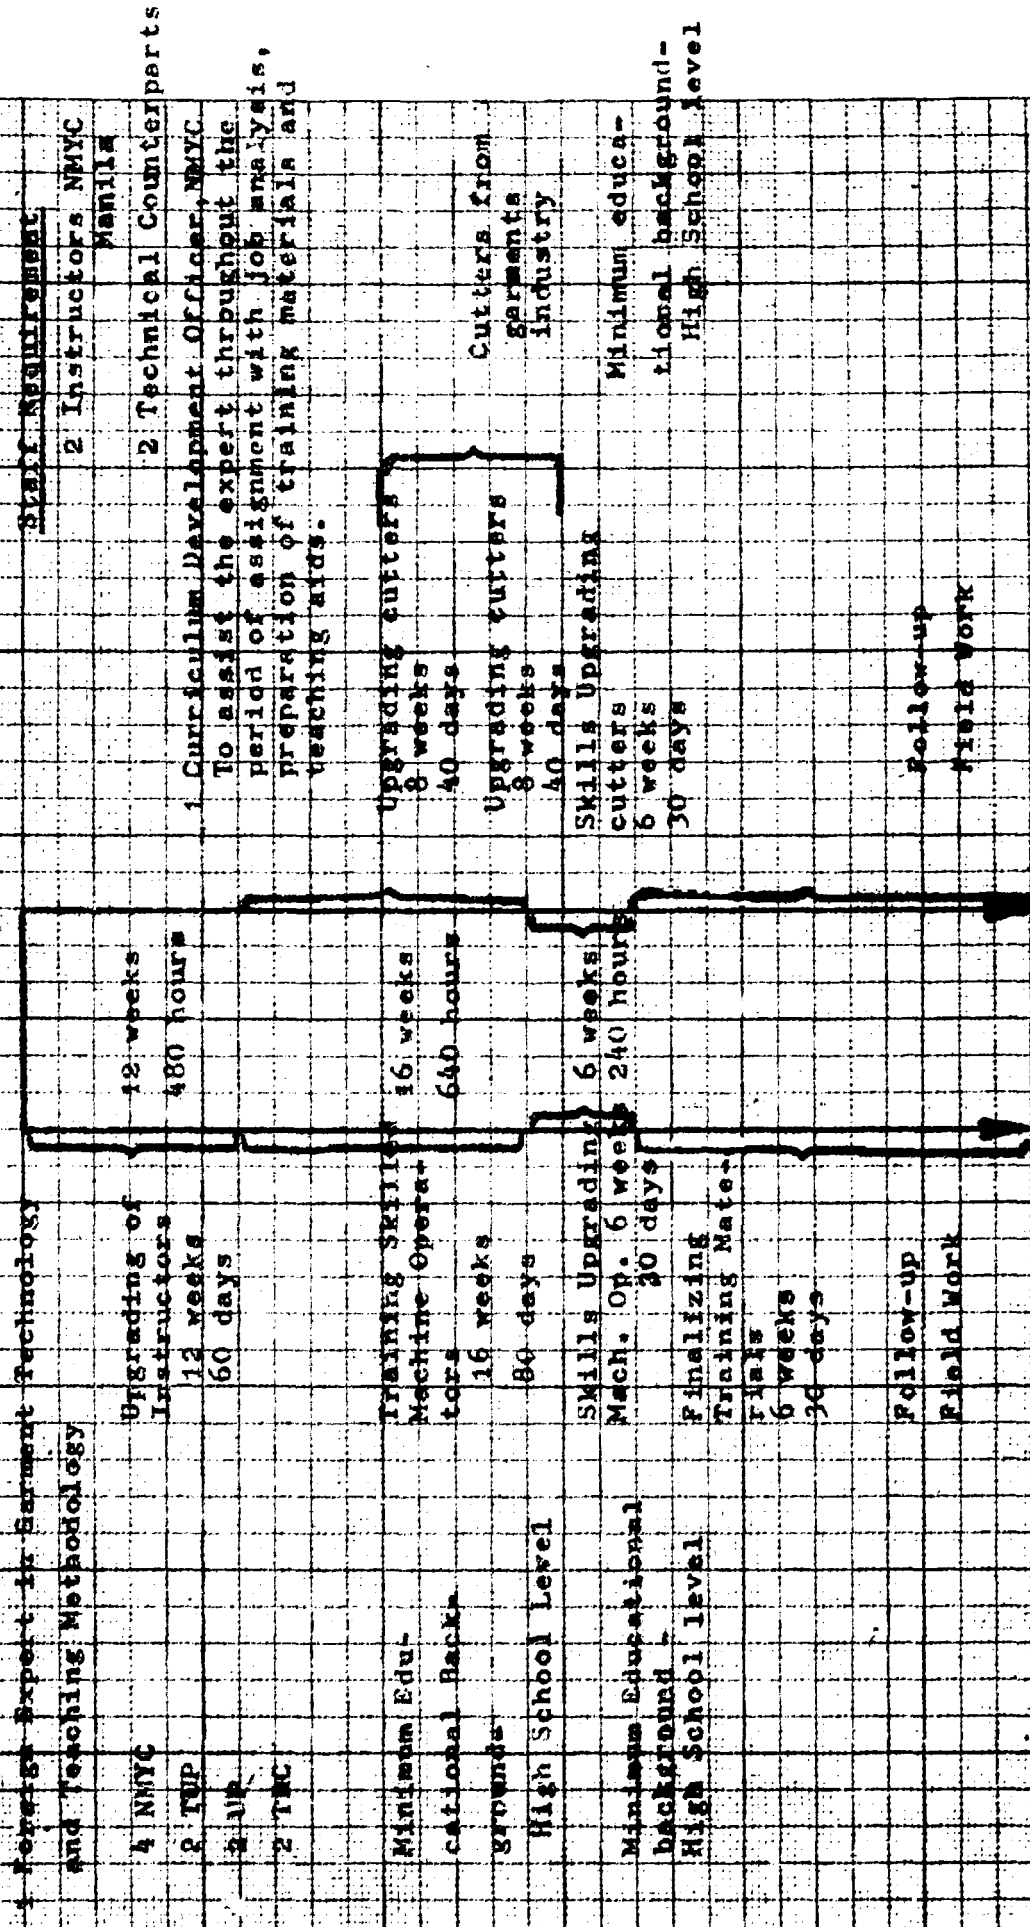 1 Foreign Expert in Garment Technology
and Teaching Methodology
4 NMYC
2 TUP
2 UP
2 TMC
Upgrading of
Instructors
12 weeks
60 days
12 weeks
480 hours
Staff Requirement
2 Instructors NMYC
Manila
2 Technical Counterparts
1 Curriculum Development Officer, NMYC
To assist the expert throughout the
period of assignment with job analysis,
preparation of training materials and
teaching aids.
Minimum Edu-
cational Back-
grounds
High School Level
Training Skilled
Machine Opera-
tors
16 weeks
80 days
16 weeks
640 hours
Upgrading cutters
8 weeks
40 days
Upgrading cutters
8 weeks
40 days
Cutters from
garments
industry
Minimum Educational
background -
High School level
Skills Upgrading
Mach. Op. 6 weeks
30 days
6 weeks
240 hours
Skills Upgrading
cutters
6 weeks
30 days
Minimum educa-
tional background-
High School level
Finalizing
Training Mate-
rials
6 weeks
30 days
Follow-up
Field Work
Follow-up
Field Work